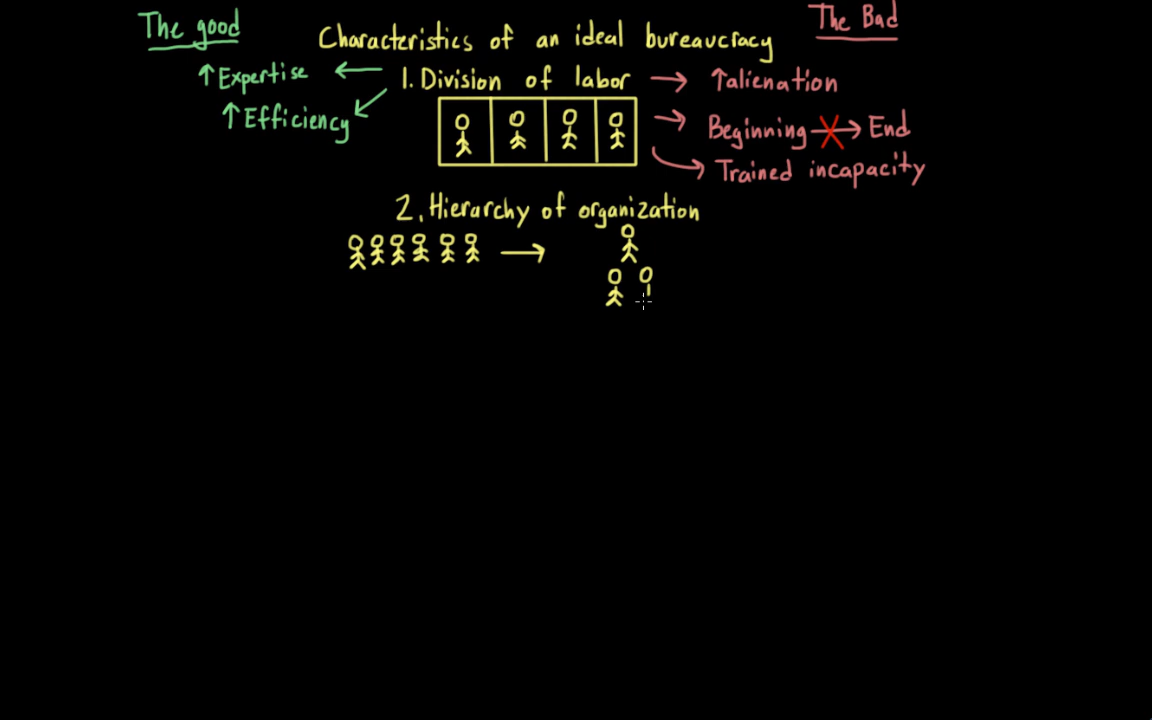 The good
Characteristics of an ideal bureaucracy
The Bad
↑Expertise
1. Division of labor
↑alienation
↑Efficiency
Beginning → End
Trained incapacity
2. Hierarchy of organization